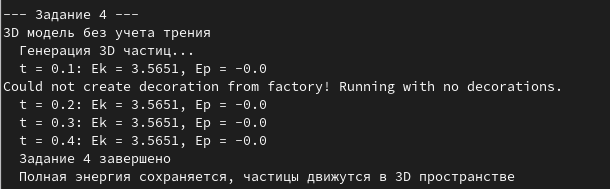 --- Задание 4 ---
3D модель без учета трения
Генерация 3D частиц...
t = 0.1: Ek = 3.5651, Ep = -0.0
Could not create decoration from factory! Running with no decorations.
t = 0.2: Ek = 3.5651, Ep = -0.0
t = 0.3: Ek = 3.5651, Ep = -0.0
t = 0.4: Ek = 3.5651, Ep = -0.0
Задание 4 завершено
Полная энергия сохраняется, частицы движутся в 3D пространстве